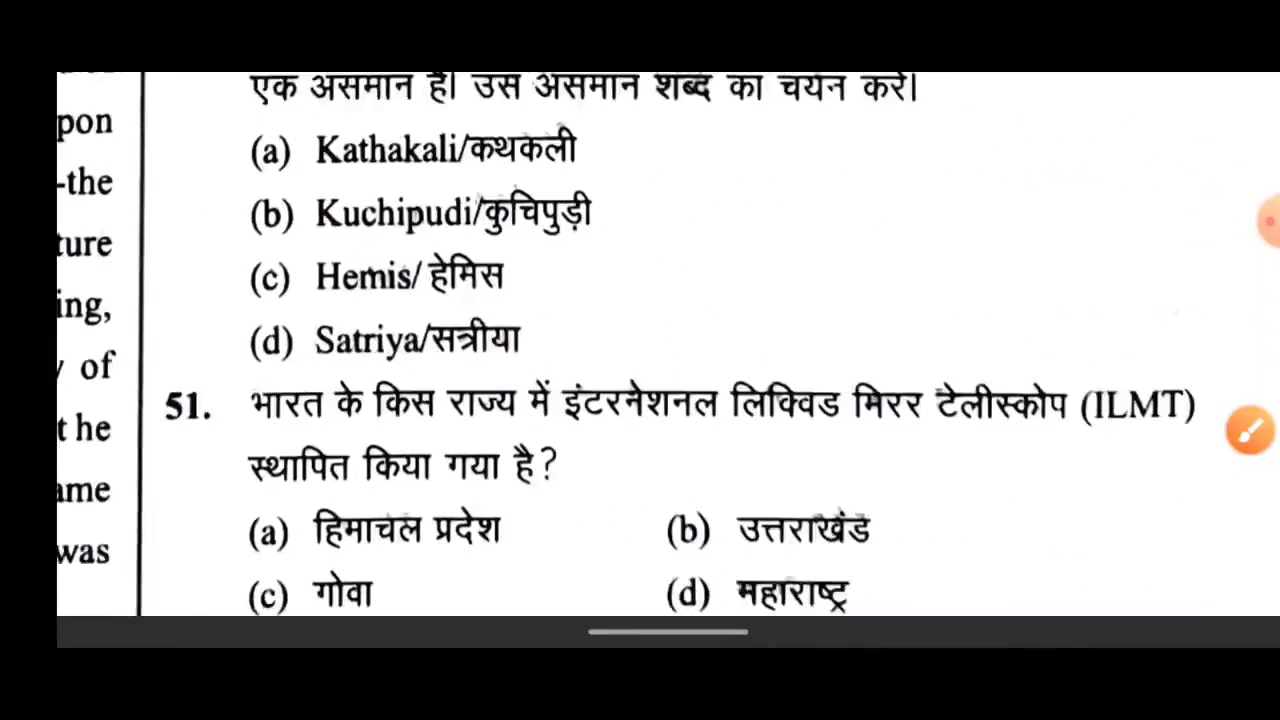 एक असमान है। उस असमान शब्द का चयन करें।
pon
(a) Kathakali/कथकली
-the
(b) Kuchipudi/कुचिपुड़ी
ture
(c) Hemis/ हेमिस
ing,
(d) Satriya/सत्रीया
of
51. भारत के किस राज्य में इंटरनेशनल लिक्विड मिरर टेलीस्कोप (ILMT)
t he
स्थापित किया गया है?
ame
(a) हिमाचल प्रदेश (b) उत्तराखंड
was
(c) गोवा (d) महाराष्ट्र